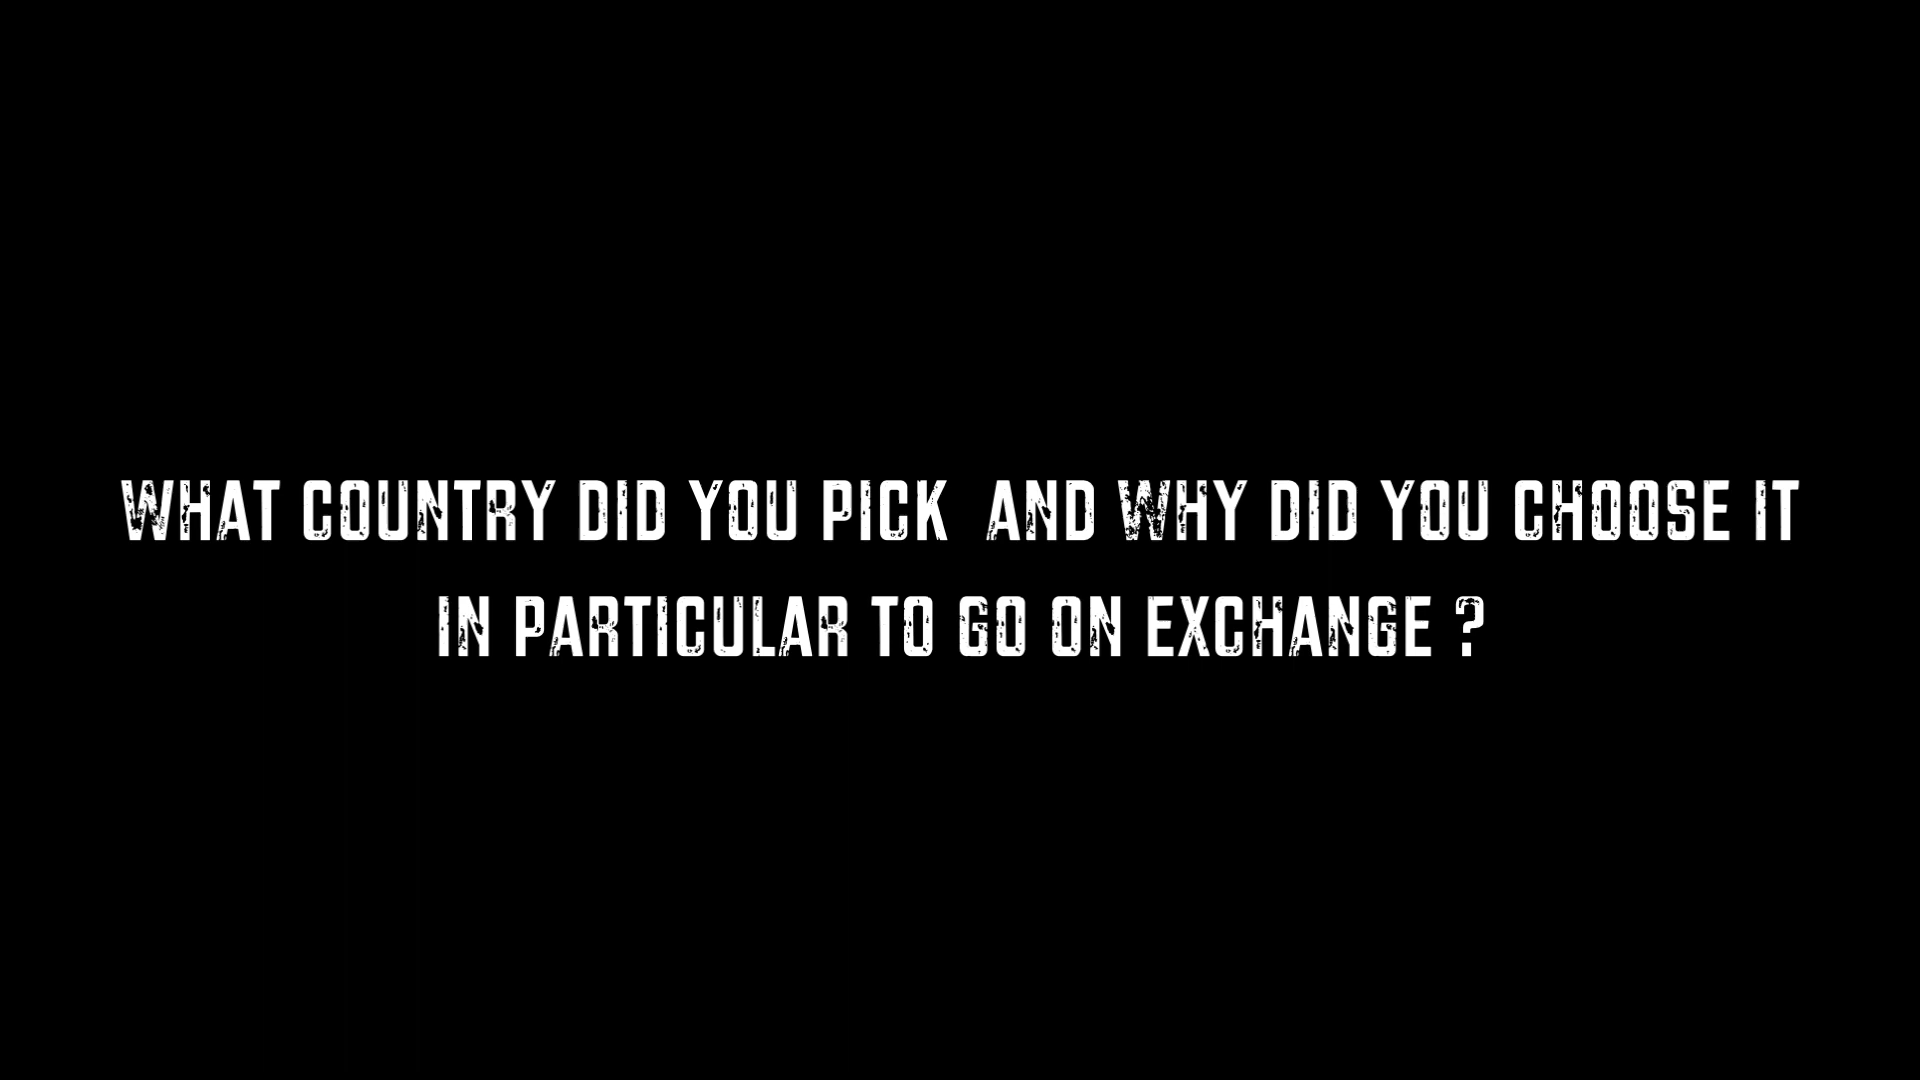 WHAT COUNTRY DID YOU PICK  AND WHY DID YOU CHOOSE IT
IN PARTICULAR TO GO ON EXCHANGE ?